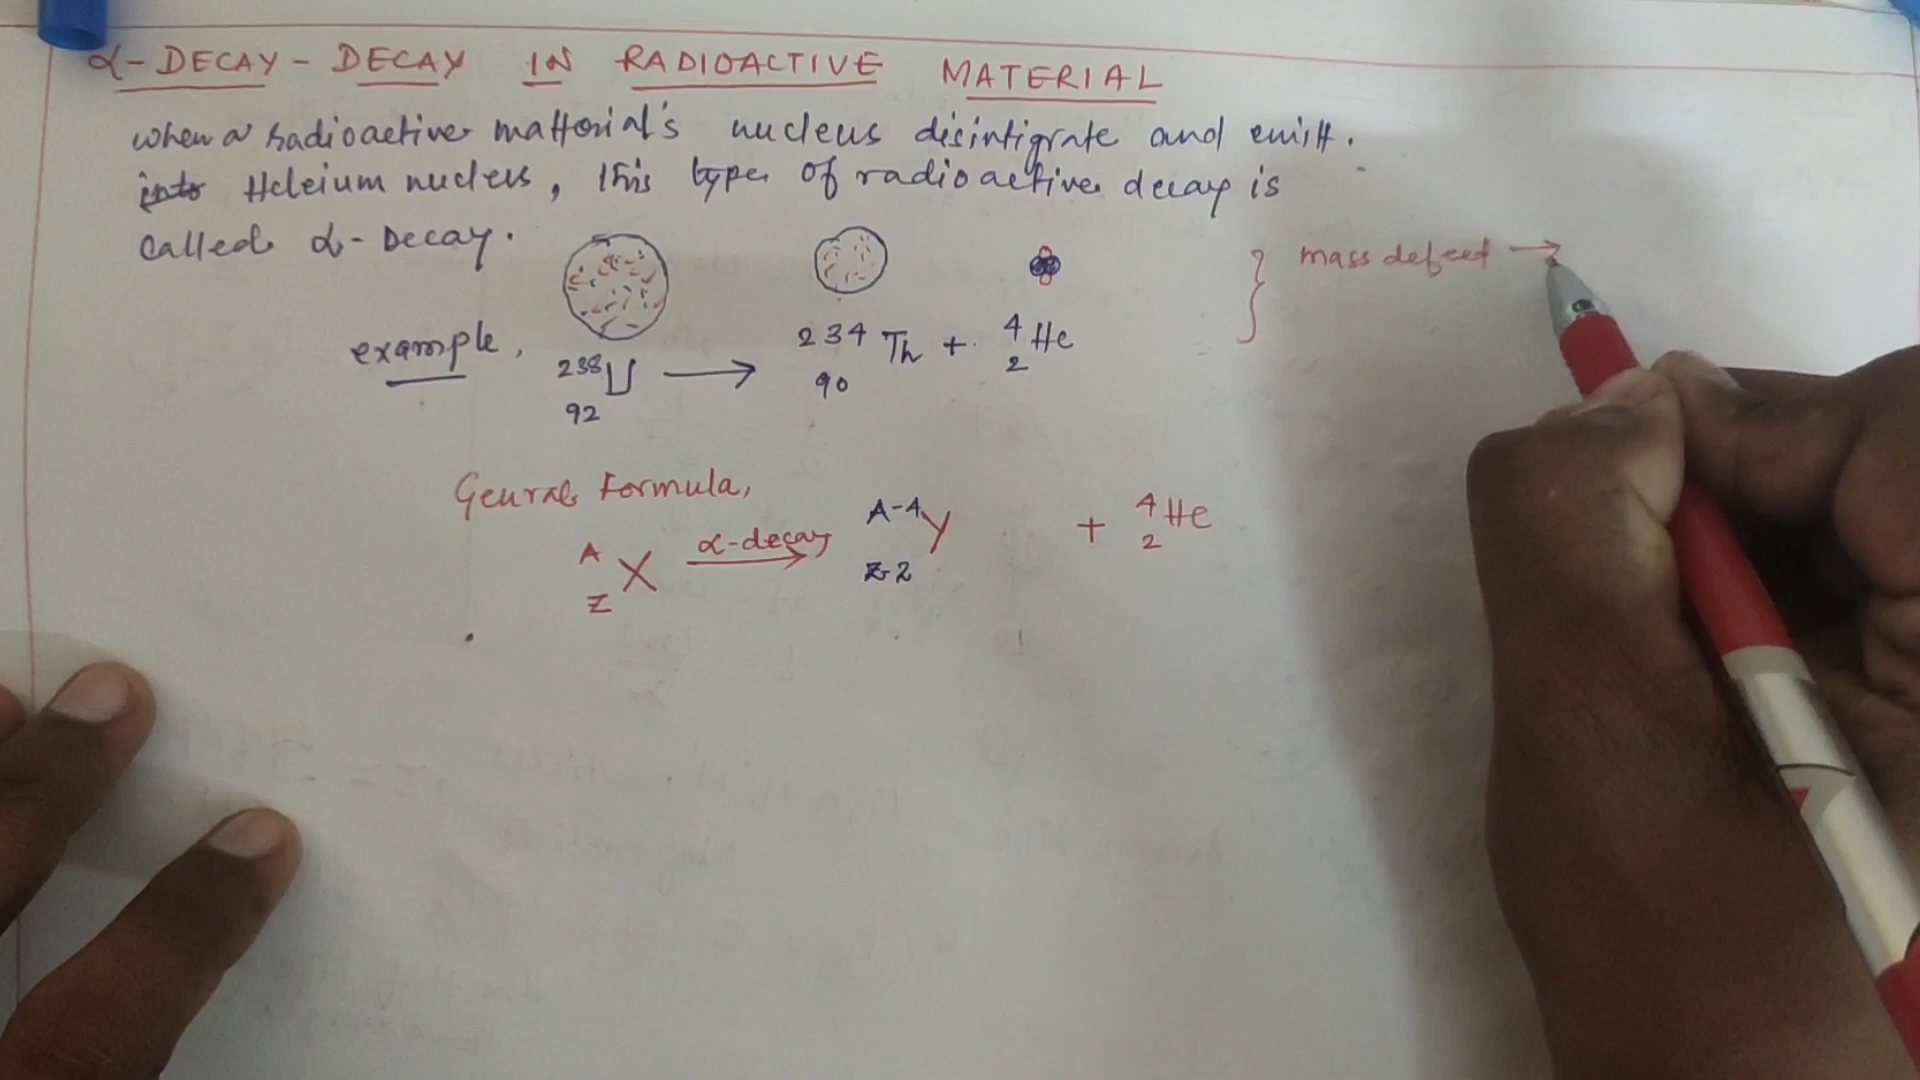 α-DECAY - DECAY IN RADIOACTIVE MATERIAL
when a radioactive matterial's nucleus disintigrate and emitt.
into Heleium nucleus, this type of radioactive decay is
called α-Decay.
mass defect →
example,
238 92 U → 234 90 Th + 4 2 He
Genral Formula,
A Z X α-decay → A-4 Z-2 Y + 4 2 He